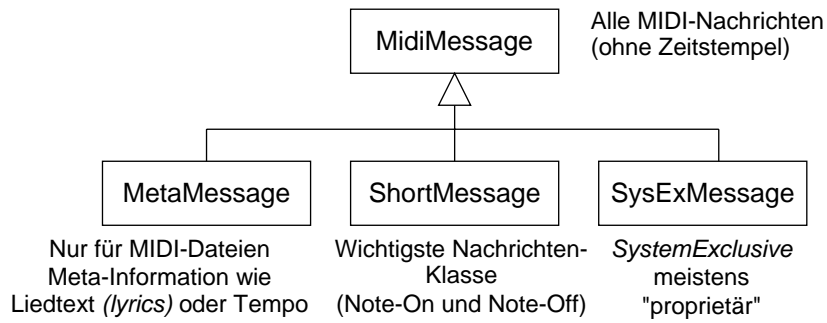 MidiMessage
Alle MIDI-Nachrichten
(ohne Zeitstempel)
MetaMessage
ShortMessage
SysExMessage
Nur für MIDI-Dateien
Meta-Information wie
Liedtext (lyrics) oder Tempo
Wichtigste Nachrichten-
Klasse
(Note-On und Note-Off)
SystemExclusive
meistens
"proprietär"